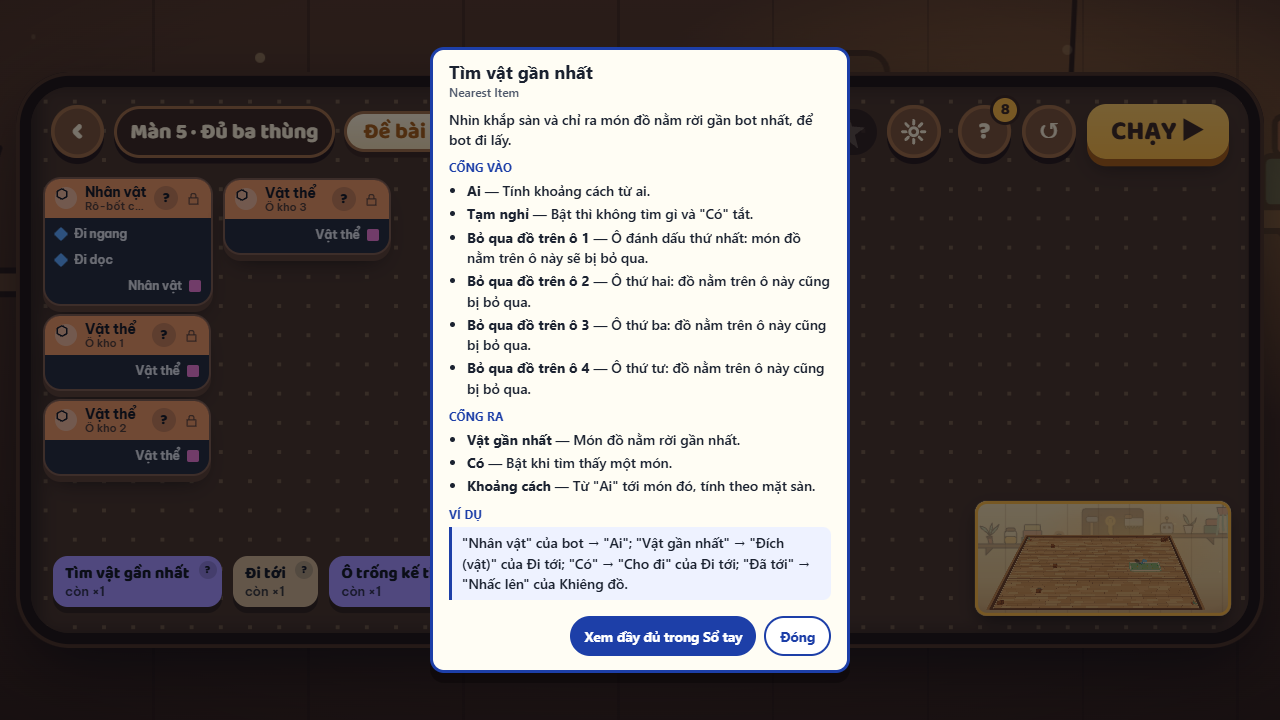 Màn 5 • Đủ ba thùng
Đề bài
8
?
CHẠY
Nhân vật
Rô-bốt c...
?
Đi ngang
Đi dọc
Nhân vật
Vật thể
Ô kho 3
?
Vật thể
Vật thể
Ô kho 1
?
Vật thể
Vật thể
Ô kho 2
?
Vật thể
Tìm vật gần nhất
?
còn ×1
Đi tới
?
còn ×1
Ô trống kế t
còn ×1
Tìm vật gần nhất
Nearest Item
Nhìn khắp sàn và chỉ ra món đồ nằm rời gần bot nhất, để
bot đi lấy.
CỔNG VÀO
• Ai — Tính khoảng cách từ ai.
• Tạm nghỉ — Bật thì không tìm gì và "Có" tắt.
• Bỏ qua đồ trên ô 1 — Ô đánh dấu thứ nhất: món đồ
nằm trên ô này sẽ bị bỏ qua.
• Bỏ qua đồ trên ô 2 — Ô thứ hai: đồ nằm trên ô này cũng
bị bỏ qua.
• Bỏ qua đồ trên ô 3 — Ô thứ ba: đồ nằm trên ô này cũng
bị bỏ qua.
• Bỏ qua đồ trên ô 4 — Ô thứ tư: đồ nằm trên ô này cũng
bị bỏ qua.
CỔNG RA
• Vật gần nhất — Món đồ nằm rời gần nhất.
• Có — Bật khi tìm thấy một món.
• Khoảng cách — Từ "Ai" tới món đó, tính theo mặt sàn.
VÍ DỤ
"Nhân vật" của bot → "Ai"; "Vật gần nhất" → "Đích
(vật)" của Đi tới; "Có" → "Cho đi" của Đi tới; "Đã tới" →
"Nhấc lên" của Khiêng đồ.
Xem đầy đủ trong Sổ tay
Đóng